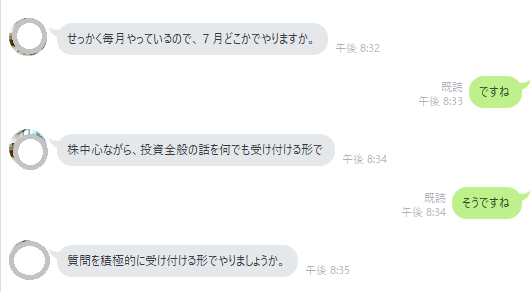 せっかく毎月やっているので、７月どこかでやりますか。
午後 8:32
既読
午後 8:33
ですね
株中心ながら、投資全般の話を何でも受け付ける形で
午後 8:34
既読
午後 8:34
そうですね
質問を積極的に受け付ける形でやりましょうか。
午後 8:35